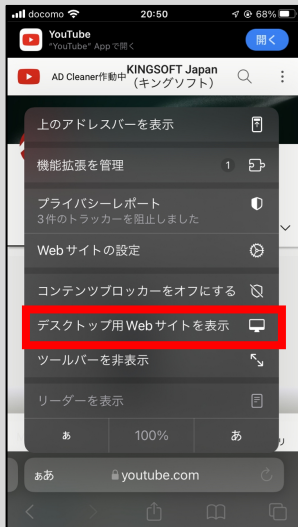 docomo 20:50 68%
YouTube
"YouTube" Appで開く
開く
AD Cleaner作動中 KINGSOFT Japan
(キングソフト)
上のアドレスバーを表示
機能拡張を管理 1
プライバシーレポート
3件のトラッカーを阻止しました
Webサイトの設定
コンテンツブロッカーをオフにする
デスクトップ用Webサイトを表示
ツールバーを非表示
リーダーを表示
あ 100% あ
リ
ああ youtube.com